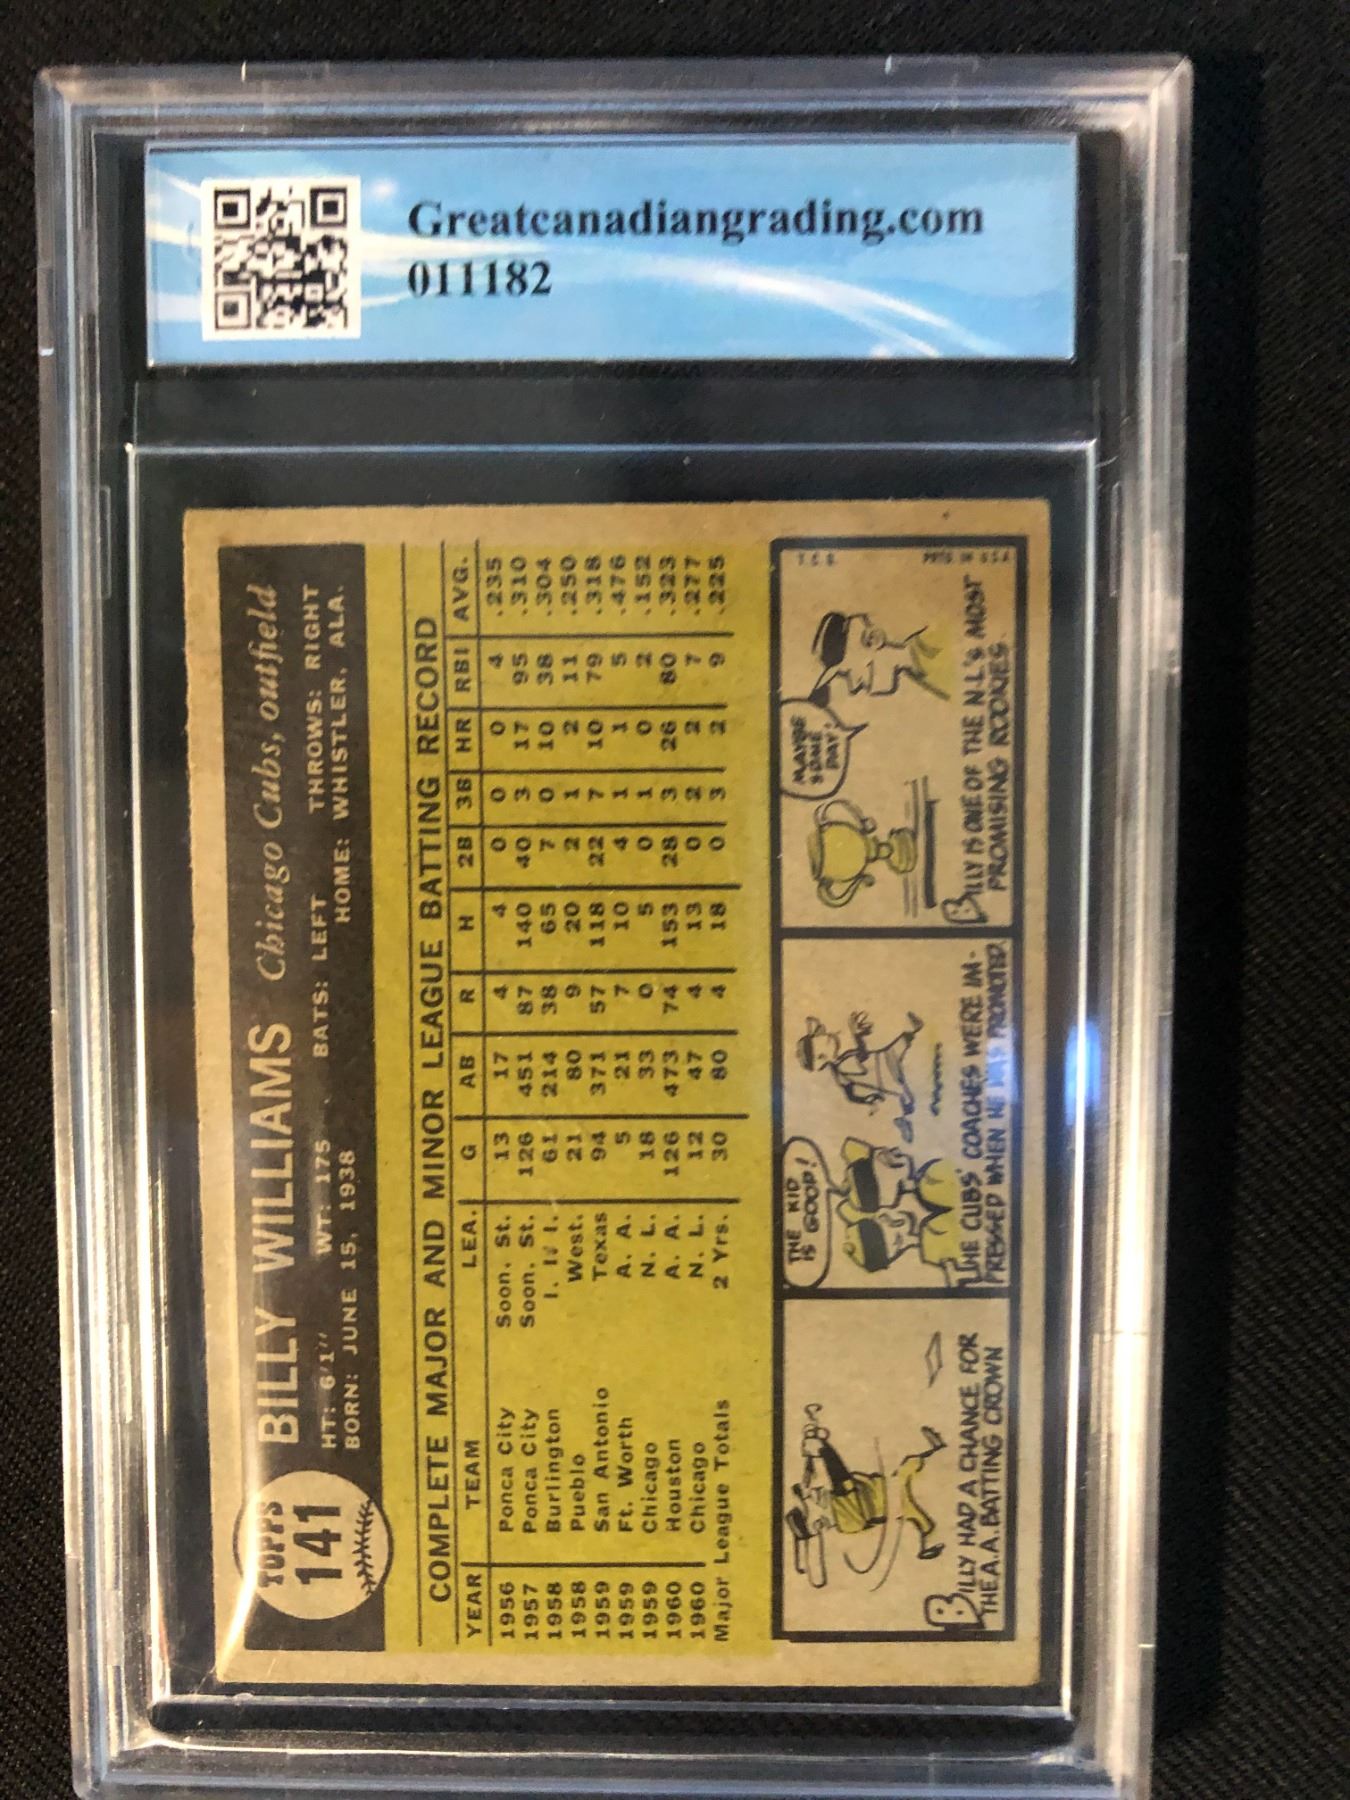 Greatcanadiangrading.com
011182
TOPPS
141
BILLY WILLIAMS Chicago Cubs, outfield
HT: 6'1" WT: 175 BATS: LEFT THROWS: RIGHT
BORN: JUNE 15, 1938 HOME: WHISTLER, ALA.
COMPLETE MAJOR AND MINOR LEAGUE BATTING RECORD
YEAR TEAM LEA. G AB R H 2B 3B HR RBI AVG.
1956 Ponca City Soon. St. 13 17 4 4 0 0 0 4 .235
1957 Ponca City Soon. St. 126 451 87 140 40 3 17 95 .310
1958 Burlington I. I. I. 61 214 38 65 7 0 10 38 .304
1958 Pueblo West. 21 80 9 20 2 1 2 11 .250
1959 San Antonio Texas 94 371 57 118 22 7 10 79 .318
1959 Ft. Worth A. A. 5 21 7 10 4 1 1 5 .476
1959 Chicago N. L. 18 33 0 5 0 1 0 2 .152
1960 Houston A. A. 126 473 74 153 28 3 26 80 .323
1960 Chicago N. L. 12 47 4 13 0 2 2 7 .277
Major League Totals 2 Yrs. 30 80 4 18 0 3 2 9 .225
BILLY HAD A CHANCE FOR
THE A.A. BATTING CROWN
THE KID
IS GOOD!
THE CUBS' COACHES WERE IM-
PRESSED WHEN HE WAS PROMOTED
MAYBE
SOME
DAY!
BILLY IS ONE OF THE N.L.'s MOST
PROMISING ROOKIES.
T.C.G. PRTD. IN U.S.A.